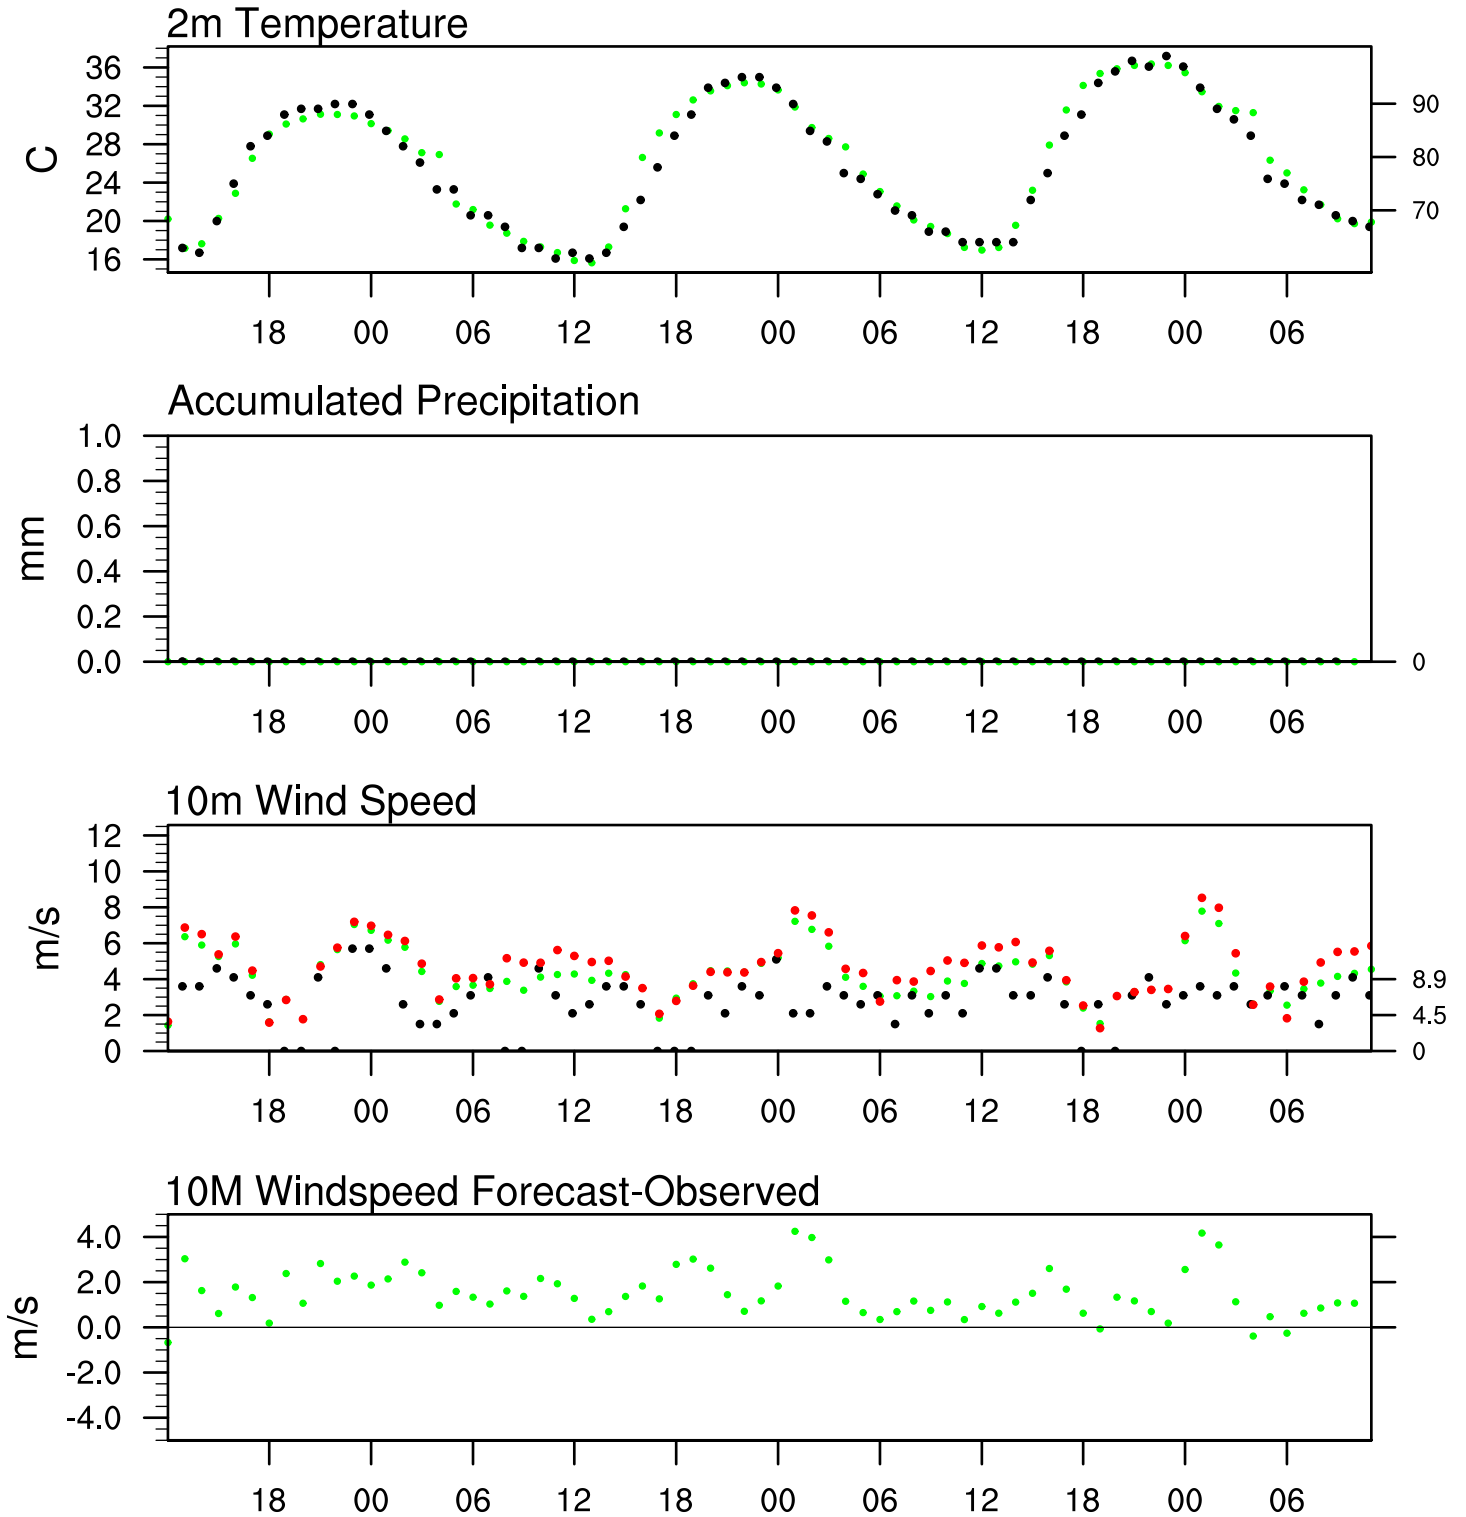 2m Temperature
C
36
32
28
24
20
16
90
80
70
18 00 06 12 18 00 06 12 18 00 06
Accumulated Precipitation
mm
1.0
0.8
0.6
0.4
0.2
0.0
0
18 00 06 12 18 00 06 12 18 00 06
10m Wind Speed
m/s
12
10
8
6
4
2
0
8.9
4.5
0
18 00 06 12 18 00 06 12 18 00 06
10M Windspeed Forecast-Observed
m/s
4.0
2.0
0.0
-2.0
-4.0
18 00 06 12 18 00 06 12 18 00 06